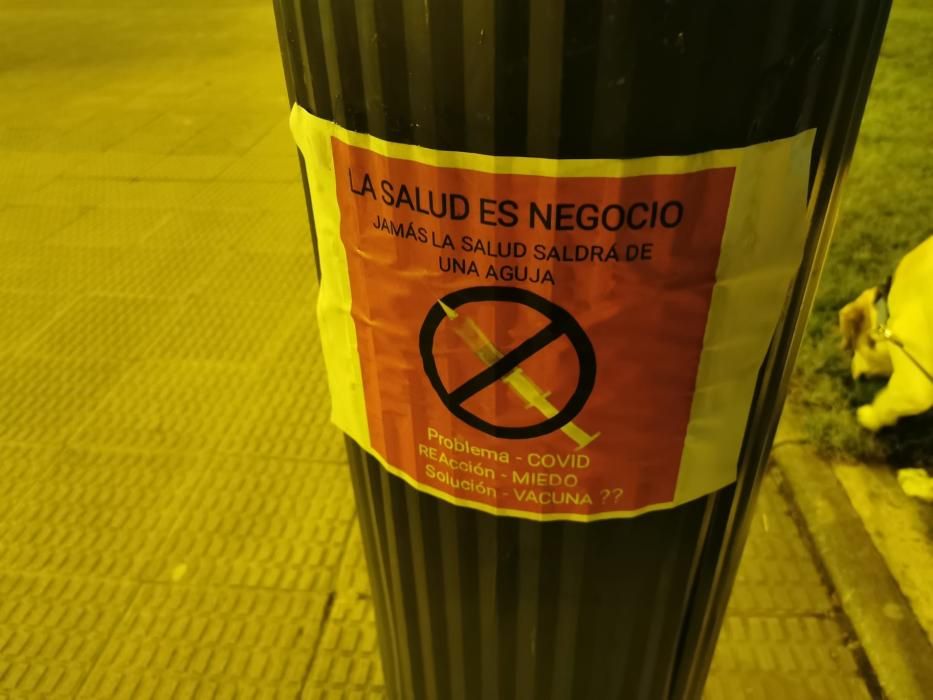 LA SALUD ES NEGOCIO
JAMÁS LA SALUD SALDRÁ DE
UNA AGUJA
Problema - COVID
REAcción - MIEDO
Solución - VACUNA ??